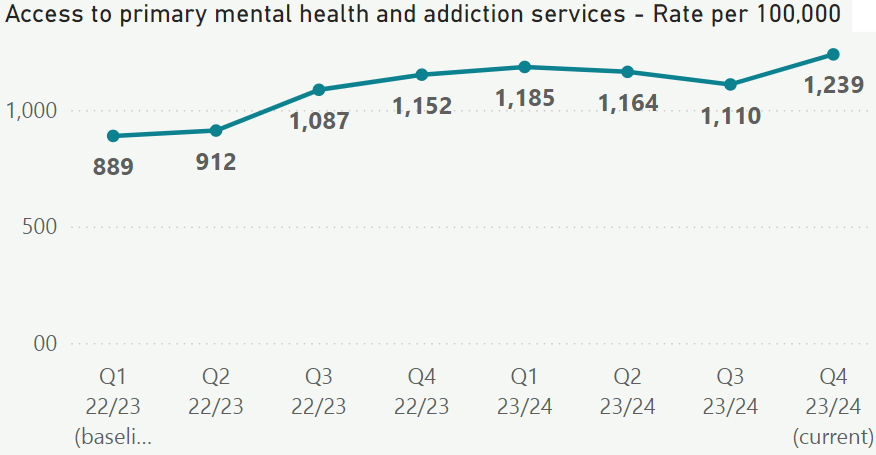 Access to primary mental health and addiction services - Rate per 100,000
1,000
500
00
889
912
1,087
1,152
1,185
1,164
1,110
1,239
Q1 Q2 Q3 Q4 Q1 Q2 Q3 Q4
22/23 22/23 22/23 22/23 23/24 23/24 23/24 23/24
(baseli... (current)